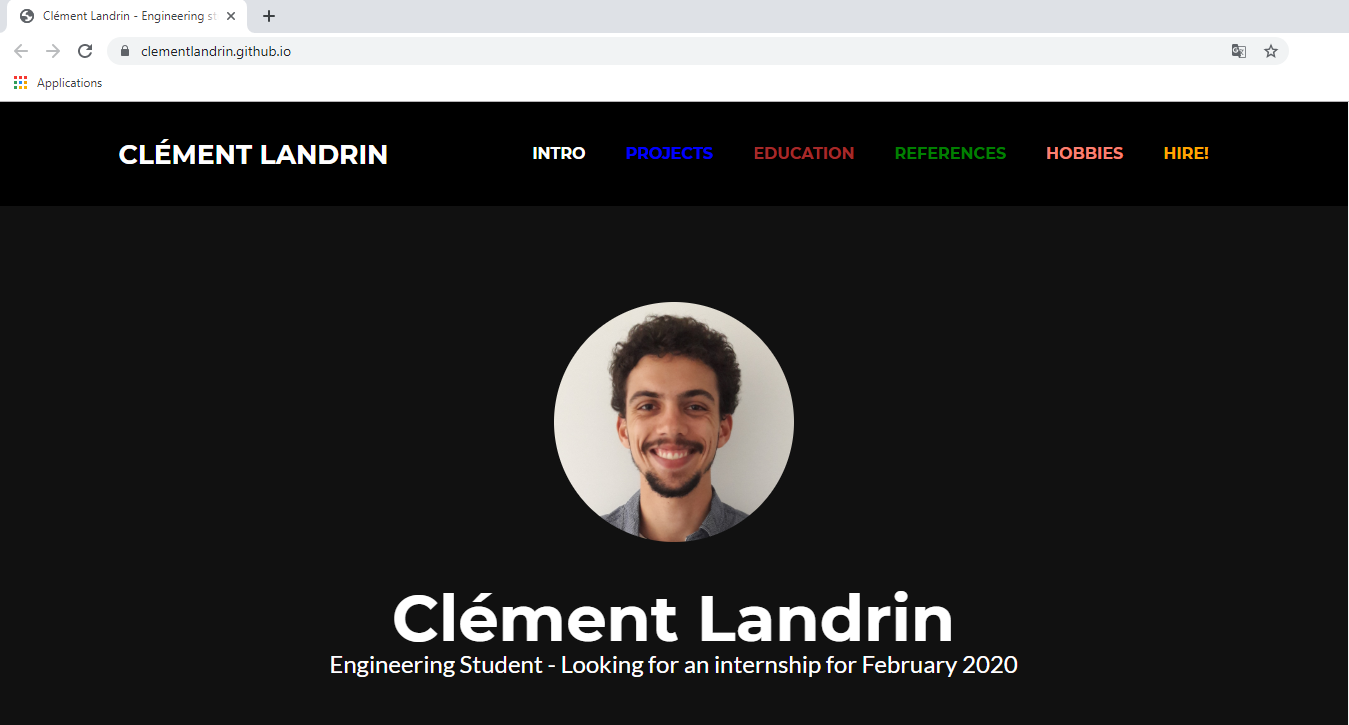 Clément Landrin - Engineering st
clementlandrin.github.io
Applications
CLÉMENT LANDRIN INTRO PROJECTS EDUCATION REFERENCES HOBBIES HIRE!
Clément Landrin
Engineering Student - Looking for an internship for February 2020